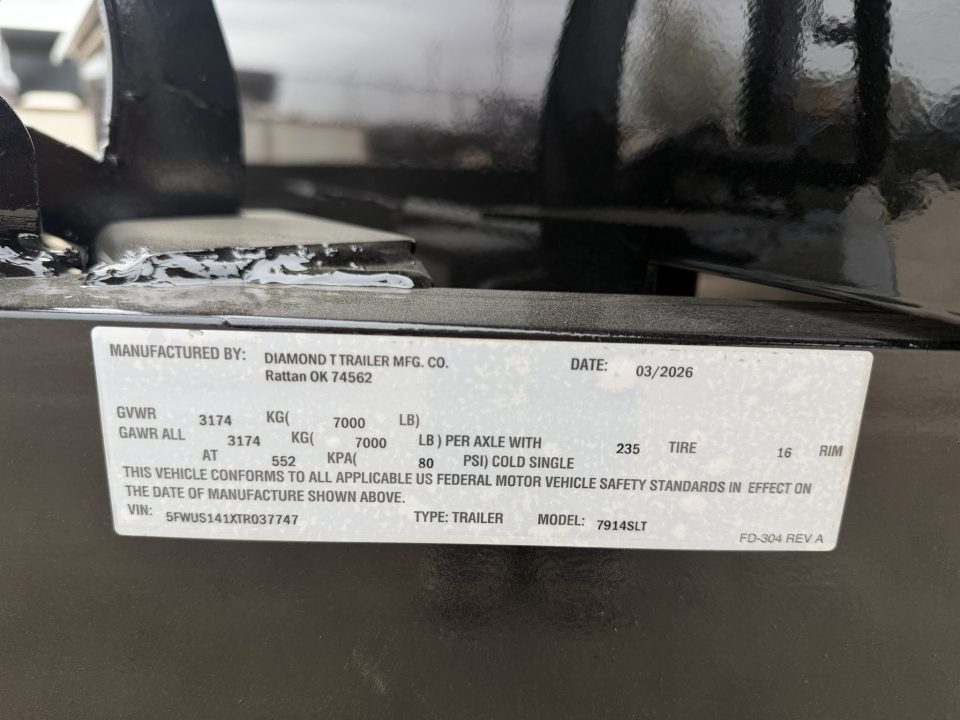 MANUFACTURED BY: DIAMOND T TRAILER MFG. CO. DATE: 03/2026
Rattan OK 74562
GVWR 3174 KG( 7000 LB)
GAWR ALL 3174 KG( 7000 LB ) PER AXLE WITH 235 TIRE 16 RIM
AT 552 KPA( 80 PSI) COLD SINGLE
THIS VEHICLE CONFORMS TO ALL APPLICABLE US FEDERAL MOTOR VEHICLE SAFETY STANDARDS IN EFFECT ON
THE DATE OF MANUFACTURE SHOWN ABOVE.
VIN: 5FWUS141XTR037747 TYPE: TRAILER MODEL: 7914SLT
FD-304 REV A